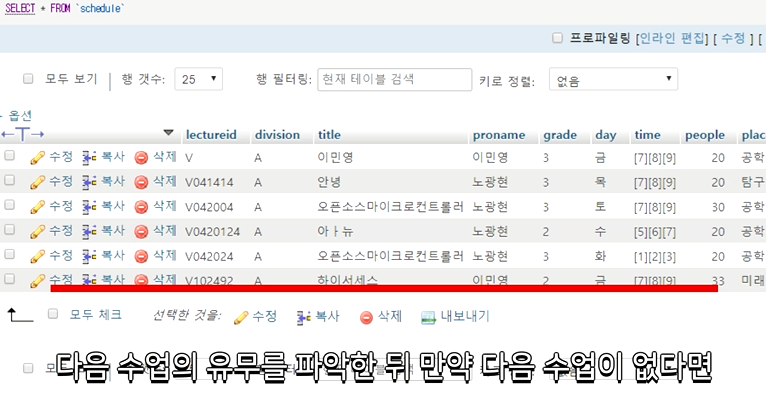 SELECT * FROM `schedule`
프로파일링 [인라인 편집] [ 수정 ] [
모두 보기 행 갯수: 25 행 필터링: 현재 테이블 검색 키로 정렬: 없음
옵션
lectureid division title proname grade day time people plac
수정 복사 삭제 V A 이민영 이민영 3 금 [7][8][9] 20 공학
수정 복사 삭제 V041414 A 안녕 노광현 3 목 [7][8][9] 20 탐구
수정 복사 삭제 V042004 A 오픈소스마이크로컨트롤러 노광현 3 토 [7][8][9] 30 공학
수정 복사 삭제 V0420124 A 아ㅏ뉴 노광현 2 수 [5][6][7] 20 공학
수정 복사 삭제 V042024 A 오픈소스마이크로컨트롤러 노광현 3 화 [1][2][3] 20 공학
수정 복사 삭제 V102492 A 하이서세스 이민영 2 금 [7][8][9] 33 미래
모두 체크 선택한 것을: 수정 복사 삭제 내보내기
다음 수업의 유무를 파악한 뒤 만약 다음 수업이 없다면